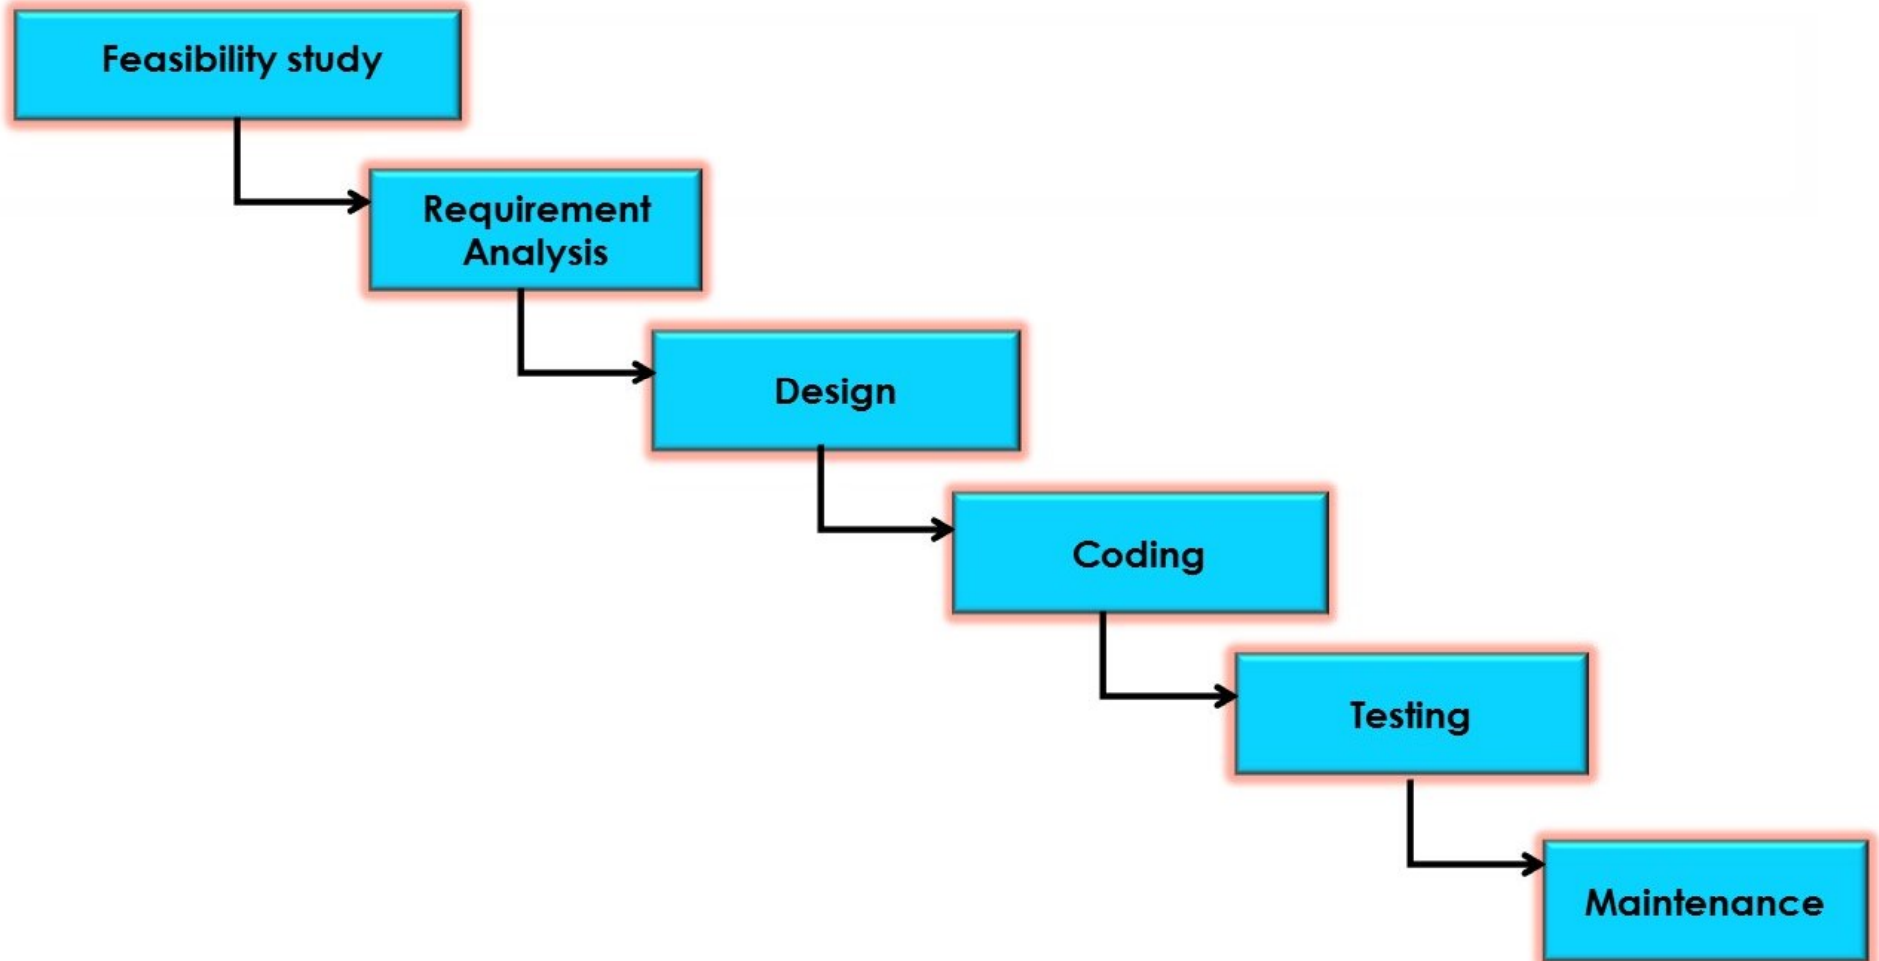 Feasibility study
Requirement
Analysis
Design
Coding
Testing
Maintenance